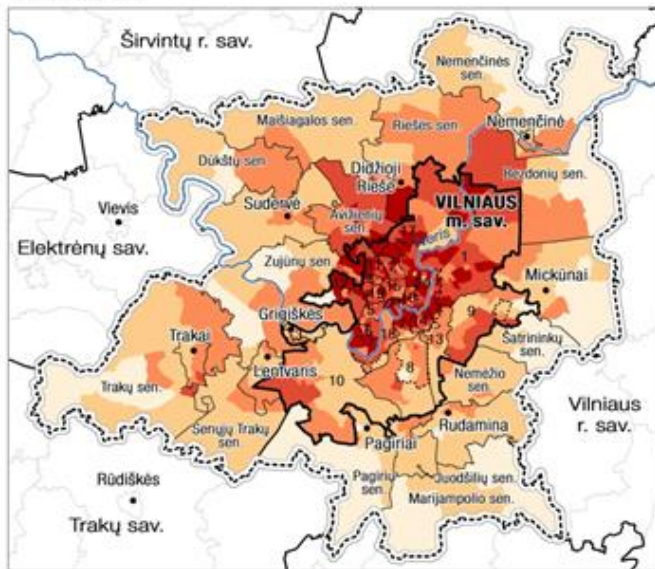 Širvintų r. sav.
Nemenčinės
sen.
Maišiagalos sen.
Riešės sen.
Nemenčinė
Dūkštų sen.
Didžioji
Riešė
Bezdonių sen.
Sudervė
Vievis
Avižienių
sen.
VILNIAUS
m. sav.
Neris
Elektrėnų sav.
Zujūnų sen.
1
Mickūnai
Grigiškės
9
Trakai
Šatrininkų
sen.
13
Lentvaris
10
8
Nemėžio
sen.
Trakų sen.
Vilniaus
r. sav.
Senųjų Trakų
sen.
Pagiriai
Rudamina
Rūdiškės
Pagirių
sen.
Juodšilių sen.
Marijampolio sen.
Trakų sav.